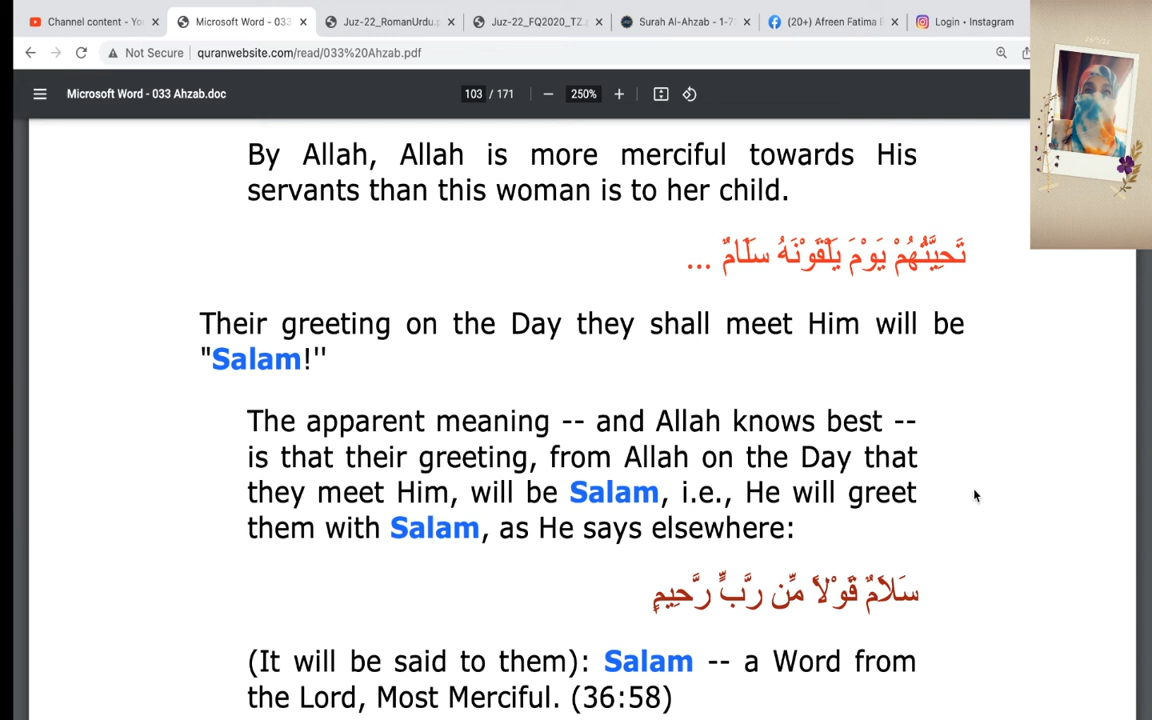 Channel content - Yo
Microsoft Word - 033
Juz-22_RomanUrdu.p
Juz-22_FQ2020_TZ.
Surah Al-Ahzab - 1-7
(20+) Afreen Fatima
Login • Instagram
Not Secure
quranwebsite.com/read/033%20Ahzab.pdf
Microsoft Word - 033 Ahzab.doc
103 / 171
250%
By Allah, Allah is more merciful towards His
servants than this woman is to her child.
تَحِيَّتُهُمْ يَوْمَ يَلْقَوْنَهُ سَلَامٌ ...
Their greeting on the Day they shall meet Him will be
"Salam!''
The apparent meaning -- and Allah knows best --
is that their greeting, from Allah on the Day that
they meet Him, will be Salam, i.e., He will greet
them with Salam, as He says elsewhere:
سَلاَمٌ قَوْلاً مِّن رَّبٍّ رَّحِيمٍ
(It will be said to them): Salam -- a Word from
the Lord, Most Merciful. (36:58)